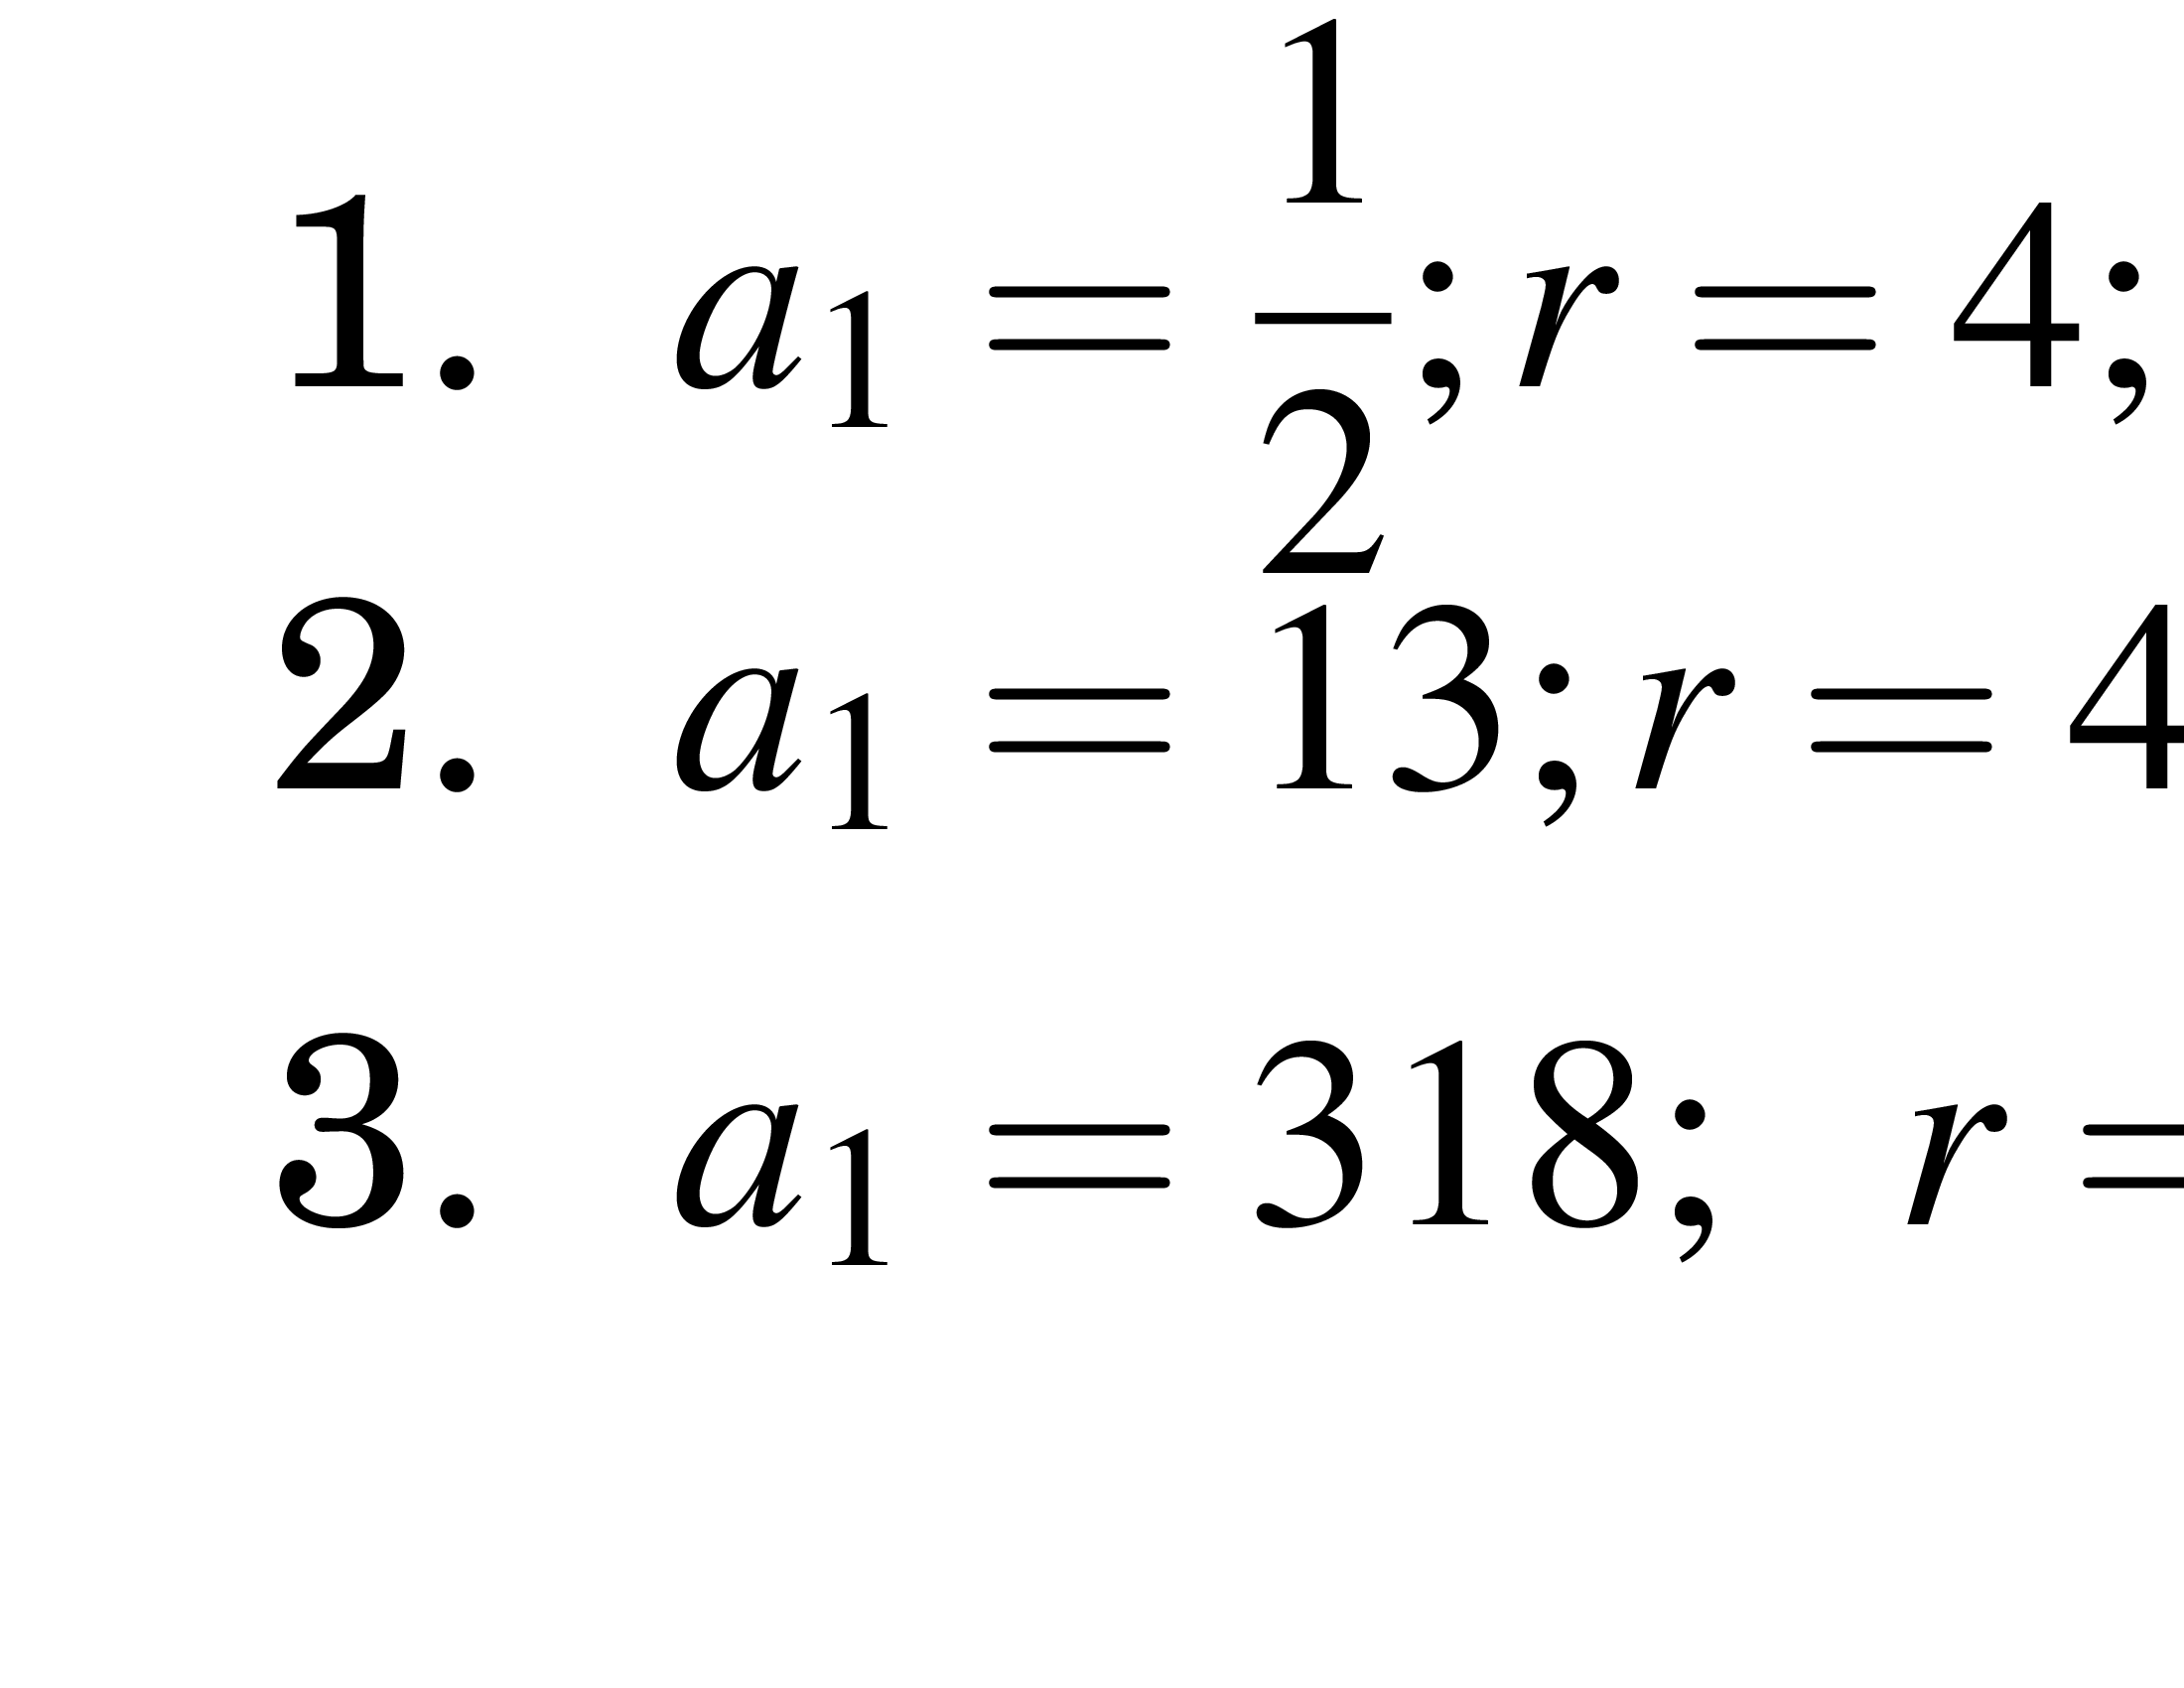 1. a₁ = 1/2; r = 4;
2. a₁ = 13; r = 4
3. a₁ = 318; r =